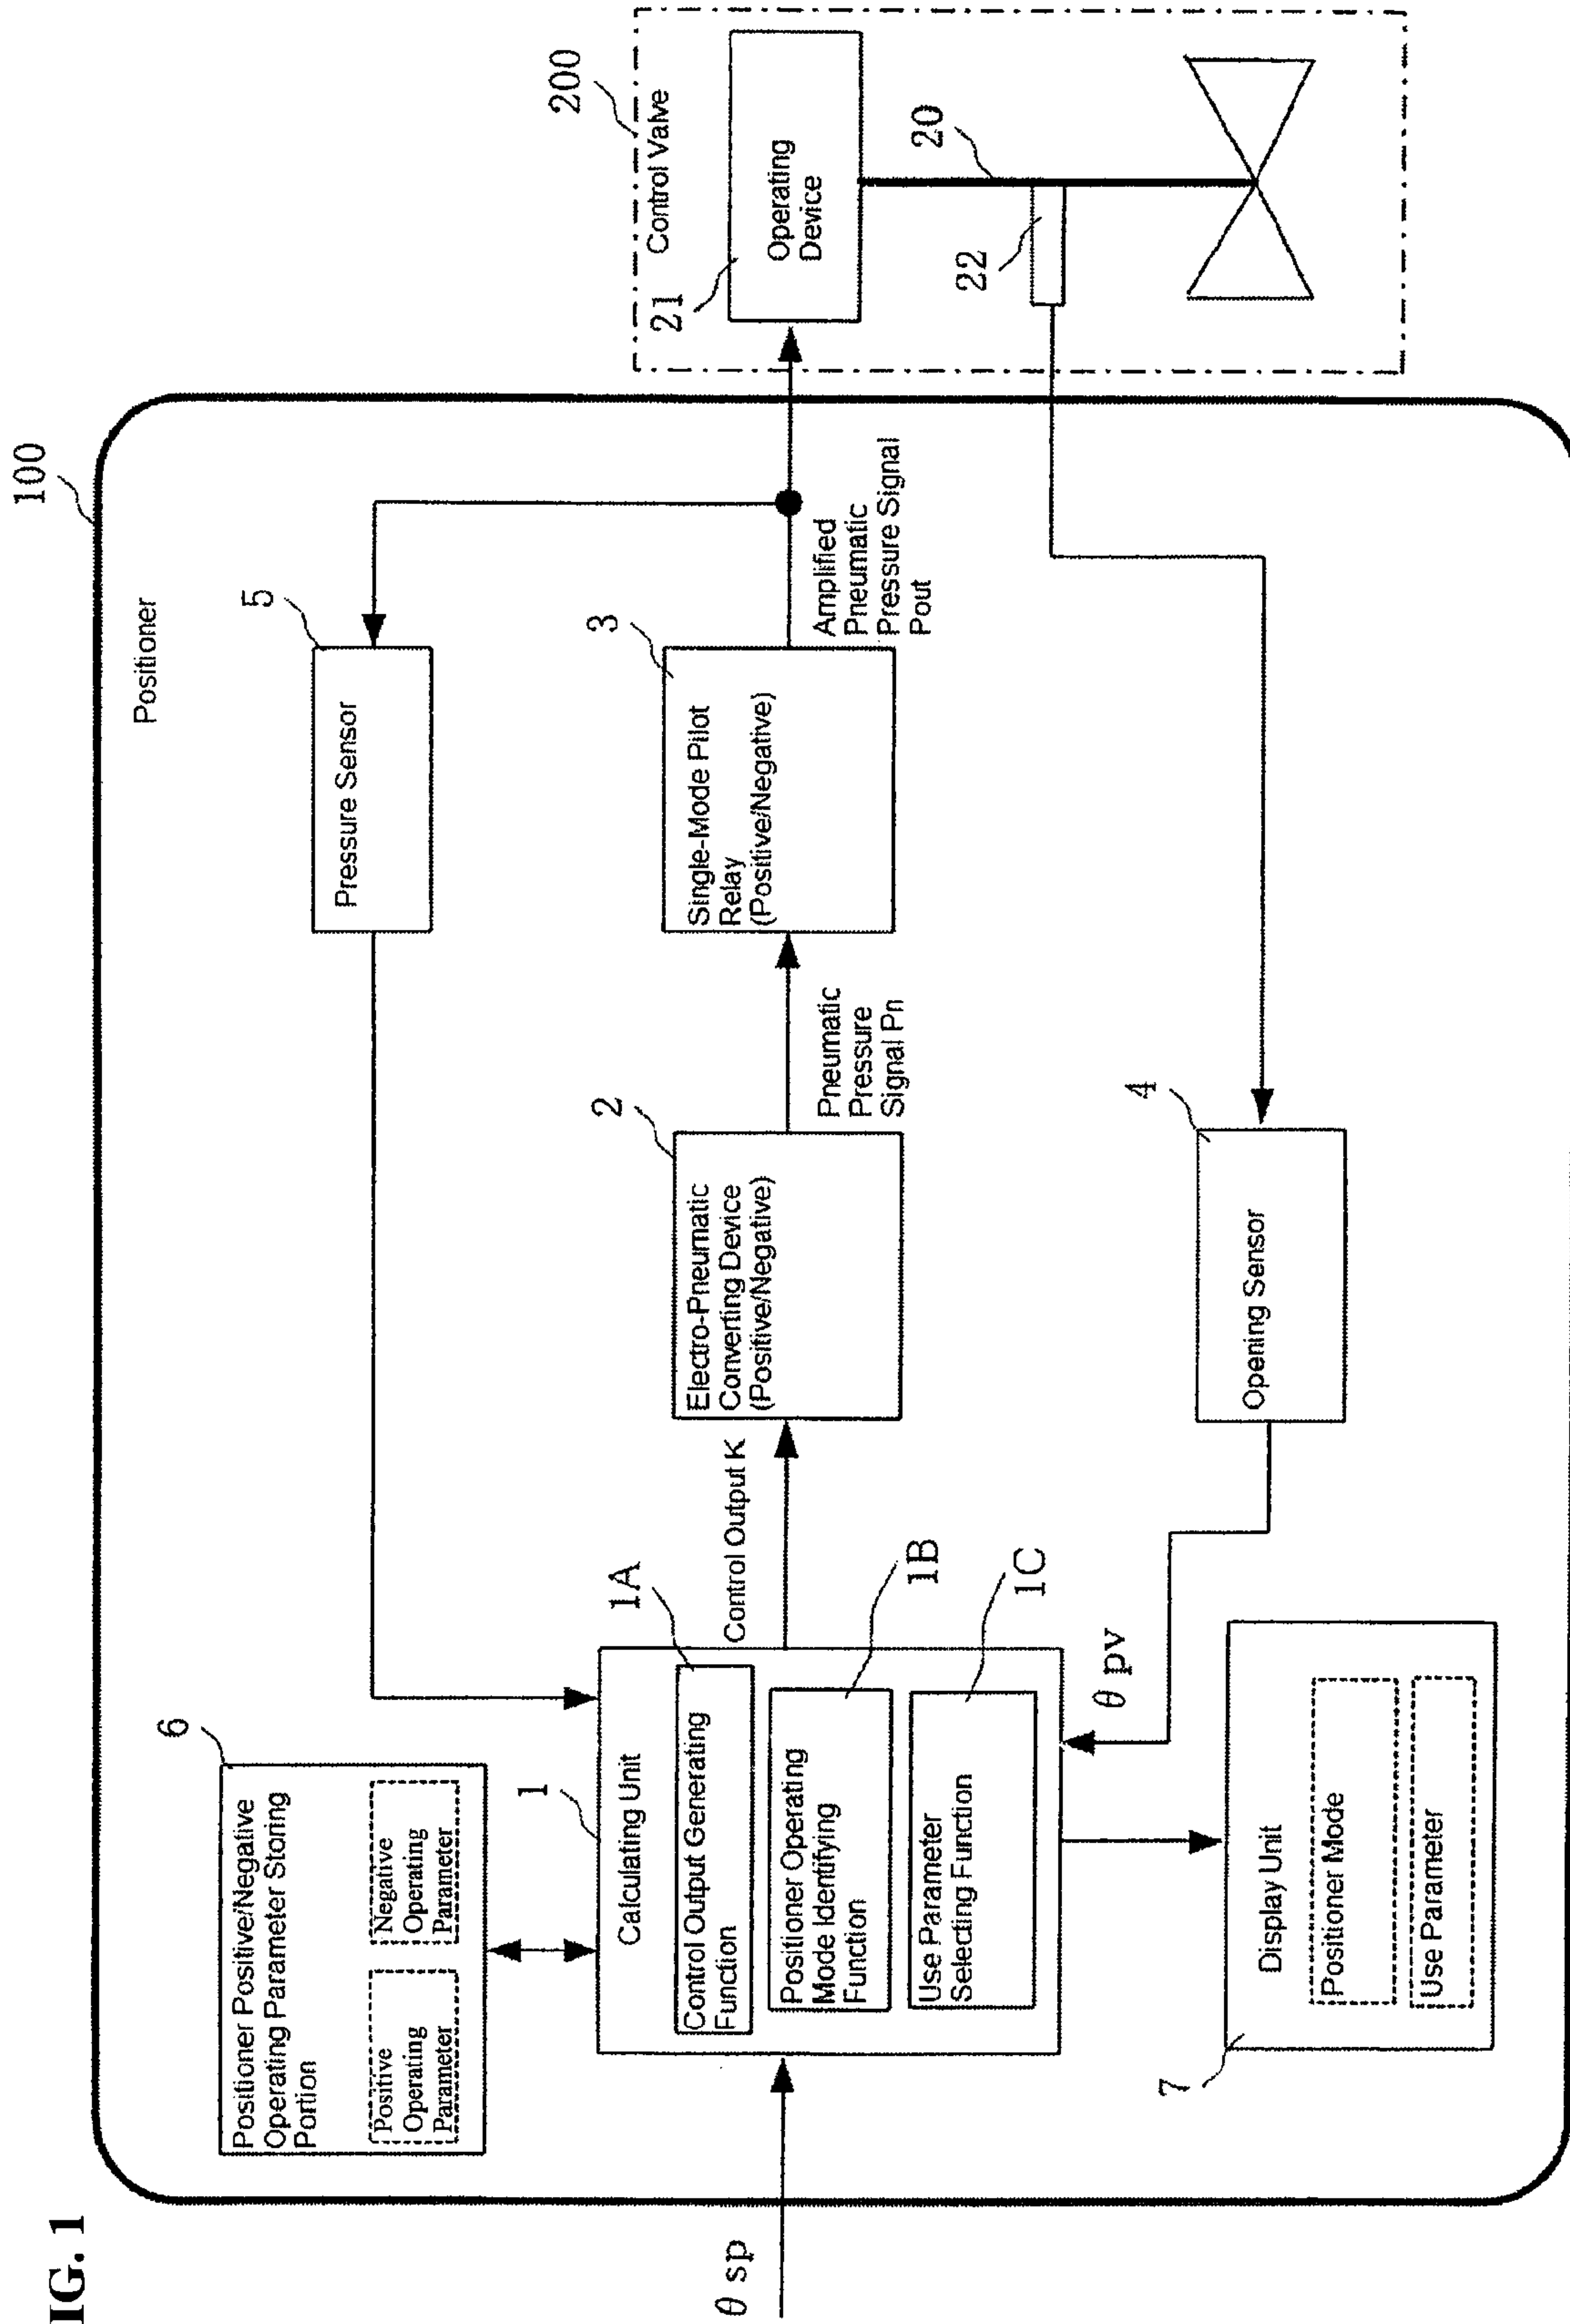 IG. 1
100
Positioner
6
Positioner Positive/Negative
Operating Parameter Storing
Portion
Positive
Operating
Parameter
Negative
Operating
Parameter
5
Pressure Sensor
θ sp
1
Calculating Unit
1A
Control Output Generating
Function
1B
Positioner Operating
Mode Identifying
Function
1C
Use Parameter
Selecting Function
Control Output K
2
Electro-Pneumatic
Converting Device
(Positive/Negative)
Pneumatic
Pressure
Signal Pn
3
Single-Mode Pilot
Relay
(Positive/Negative)
Amplified
Pneumatic
Pressure Signal
Pout
θ pv
4
Opening Sensor
7
Display Unit
Positioner Mode
Use Parameter
200
Control Valve
21
Operating
Device
20
22